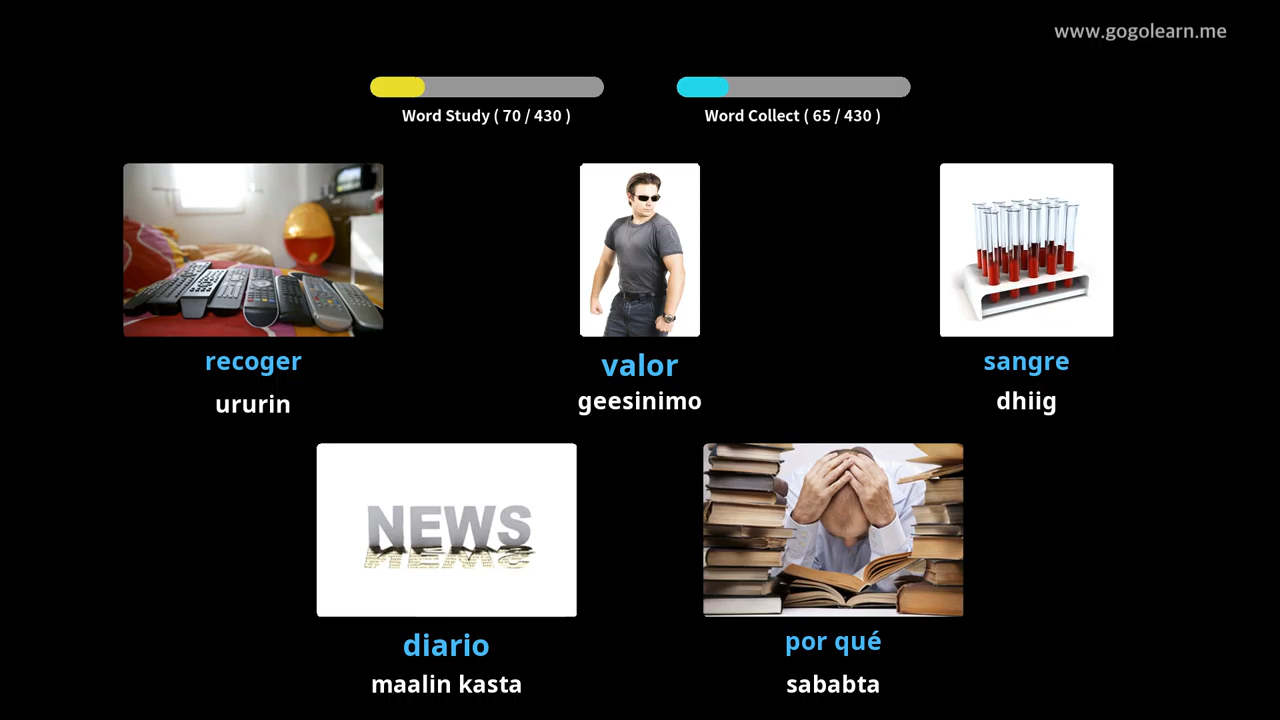 www.gogolearn.me
Word Study ( 70 / 430 )
Word Collect ( 65 / 430 )
recoger
ururin
valor
geesinimo
sangre
dhiig
NEWS
diario
maalin kasta
por qué
sababta